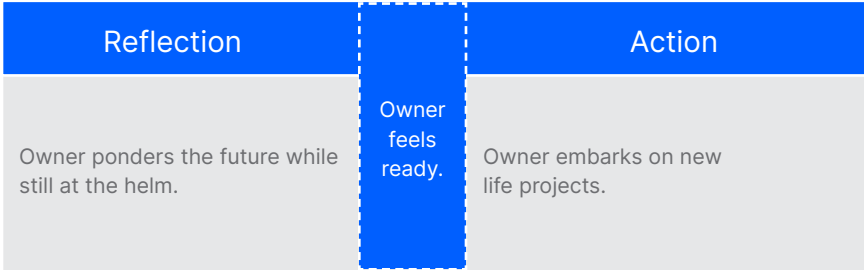 Reflection
Owner ponders the future while
still at the helm.
Owner
feels
ready.
Action
Owner embarks on new
life projects.